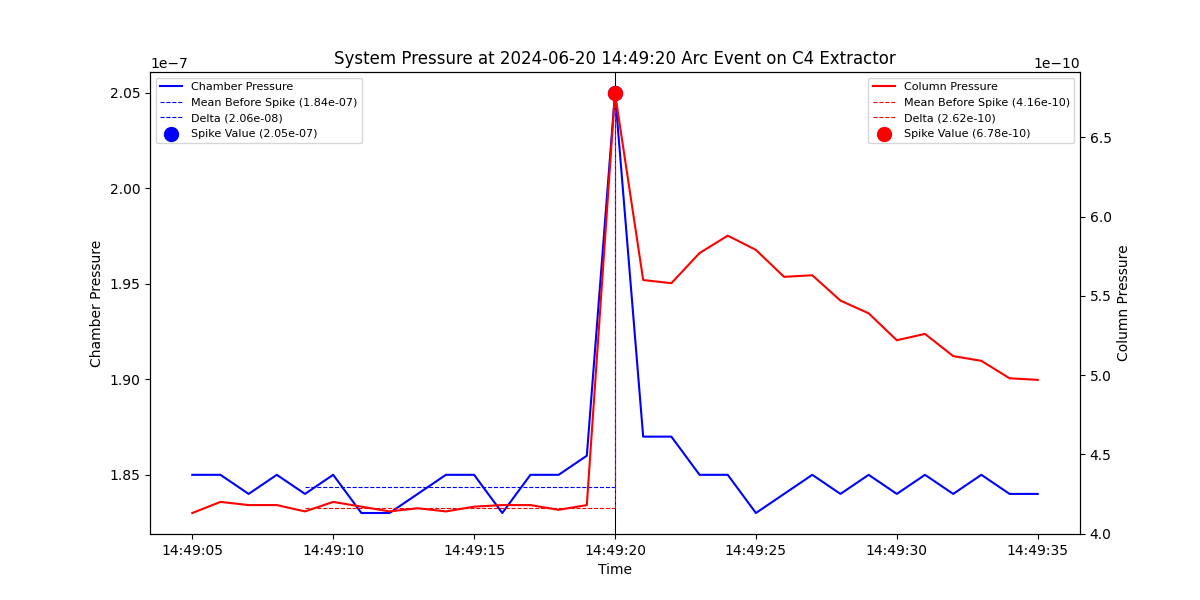 System Pressure at 2024-06-20 14:49:20 Arc Event on C4 Extractor
1e−7
1e−10
Chamber Pressure
Mean Before Spike (1.84e-07)
Delta (2.06e-08)
Spike Value (2.05e-07)
Column Pressure
Mean Before Spike (4.16e-10)
Delta (2.62e-10)
Spike Value (6.78e-10)
2.05
2.00
1.95
1.90
1.85
Chamber Pressure
6.5
6.0
5.5
5.0
4.5
4.0
Column Pressure
14:49:05 14:49:10 14:49:15 14:49:20 14:49:25 14:49:30 14:49:35
Time